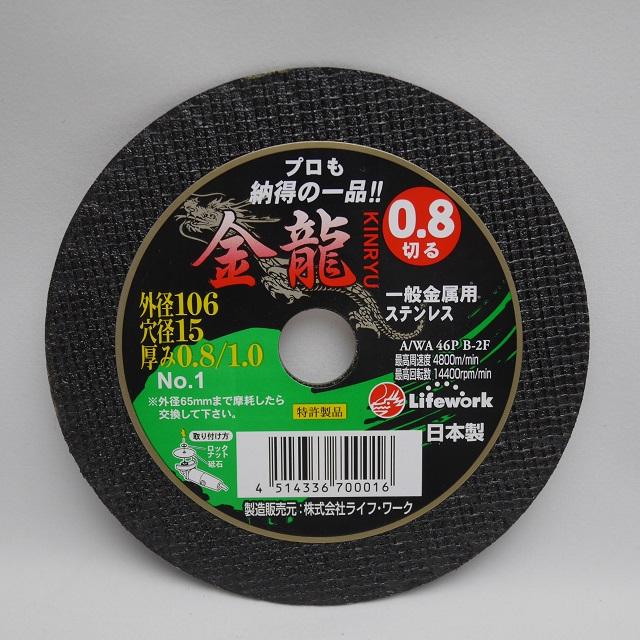 プロも
納得の一品!!
金龍
KINRYU
0.8
切る
外径106
穴径15
厚み0.8/1.0
No.1
※外径65mmまで摩耗したら
交換して下さい。
一般金属用
ステンレス
A/WA 46P B-2F
最高周速度 4800m/min
最高回転数 14400rpm/min
Lifework
特許製品
日本製
取り付け方
ロック
ナット
砥石
4 514336 700016
製造販売元：株式会社ライフ・ワーク